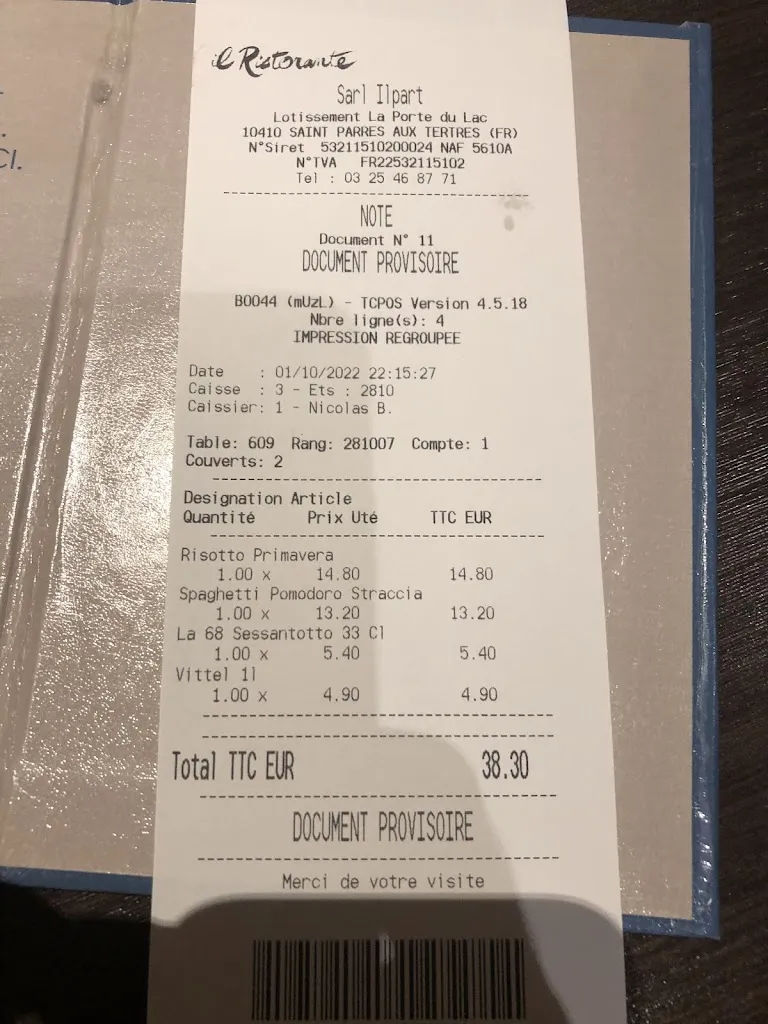 CI.
il Ristorante
Sarl Ilpart
Lotissement La Porte du Lac
10410 SAINT PARRES AUX TERTRES (FR)
N°Siret 53211510200024 NAF 5610A
N°TVA FR22532115102
Tel : 03 25 46 87 71
NOTE
Document N° 11
DOCUMENT PROVISOIRE
B0044 (mUzL) - TCPOS Version 4.5.18
Nbre ligne(s): 4
IMPRESSION REGROUPEE
Date : 01/10/2022 22:15:27
Caisse : 3 - Ets : 2810
Caissier: 1 - Nicolas B.
Table: 609 Rang: 281007 Compte: 1
Couverts: 2
Designation Article
Quantité Prix Uté TTC EUR
Risotto Primavera
1.00 x 14.80 14.80
Spaghetti Pomodoro Straccia
1.00 x 13.20 13.20
La 68 Sessantotto 33 Cl
1.00 x 5.40 5.40
Vittel 1l
1.00 x 4.90 4.90
Total TTC EUR 38.30
DOCUMENT PROVISOIRE
Merci de votre visite